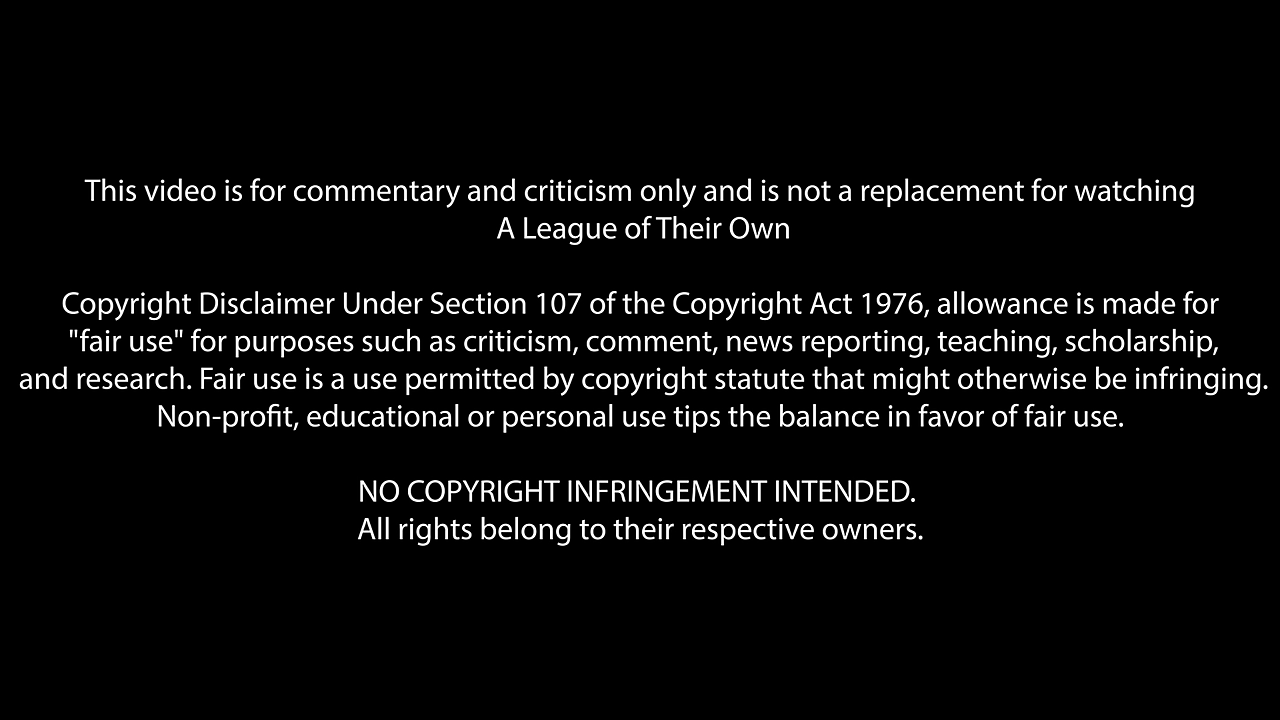 This video is for commentary and criticism only and is not a replacement for watching
A League of Their Own
Copyright Disclaimer Under Section 107 of the Copyright Act 1976, allowance is made for
"fair use" for purposes such as criticism, comment, news reporting, teaching, scholarship,
and research. Fair use is a use permitted by copyright statute that might otherwise be infringing.
Non-profit, educational or personal use tips the balance in favor of fair use.
NO COPYRIGHT INFRINGEMENT INTENDED.
All rights belong to their respective owners.